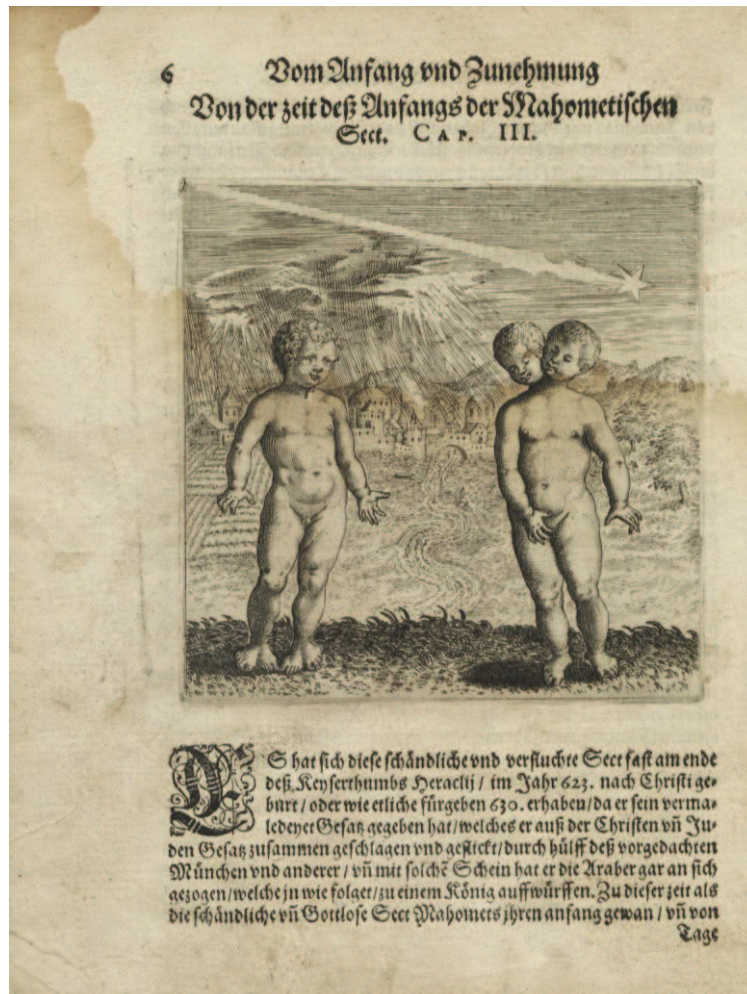 6 Vom Anfang vnd Zunehmung
Von der zeit deß Anfangs der Mahometischen
Sect. CAP. III.
ES hat sich diese schändliche vnd verfluchte Sect fast am ende
deß Keyserthumbs Heraclij / im Jahr 623. nach Christi ge-
burt / oder wie etliche fürgeben 630. erhaben / da er sein verma-
ledeyet Gesatz gegeben hat / welches er auß der Christen vn̄ Ju-
den Gesatz zusammen geschlagen vnd geflickt / durch hülff deß vorgedachten
München vnd anderer / vn̄ mit solchē Schein hat er die Araber gar an sich
gezogen / welche jn wie folget / zu einem König auffwürffen. Zu dieser zeit als
die schändliche vn̄ Gottlose Sect Mahomets jhren anfang gewan / vn̄ von
Tage